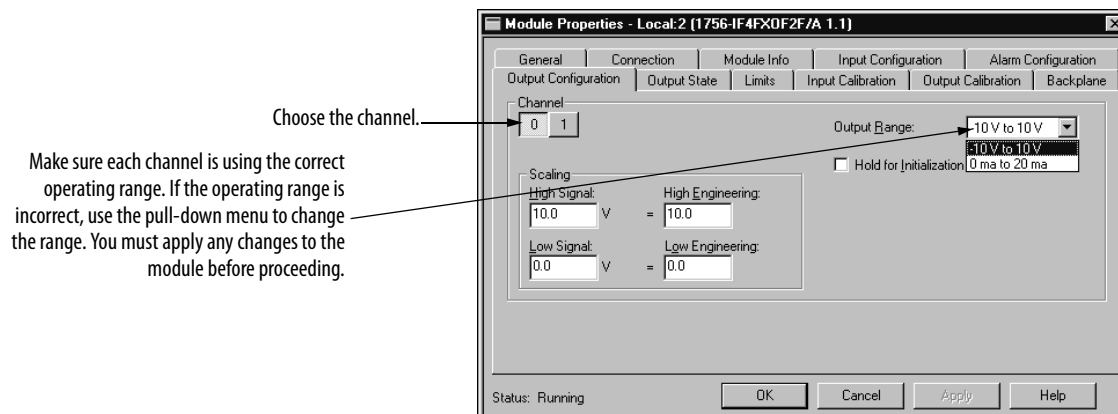 Module Properties - Local:2 (1756-IF4FXOF2F/A 1.1)
General
Connection
Module Info
Input Configuration
Alarm Configuration
Output Configuration
Output State
Limits
Input Calibration
Output Calibration
Backplane
Choose the channel.
Channel
0
1
Output Range:
-10 V to 10 V
-10 V to 10 V
0 ma to 20 ma
Hold for Initialization
Make sure each channel is using the correct
operating range. If the operating range is
incorrect, use the pull-down menu to change
the range. You must apply any changes to the
module before proceeding.
Scaling
High Signal:
High Engineering:
10.0 V = 10.0
Low Signal:
Low Engineering:
0.0 V = 0.0
Status: Running
OK
Cancel
Apply
Help